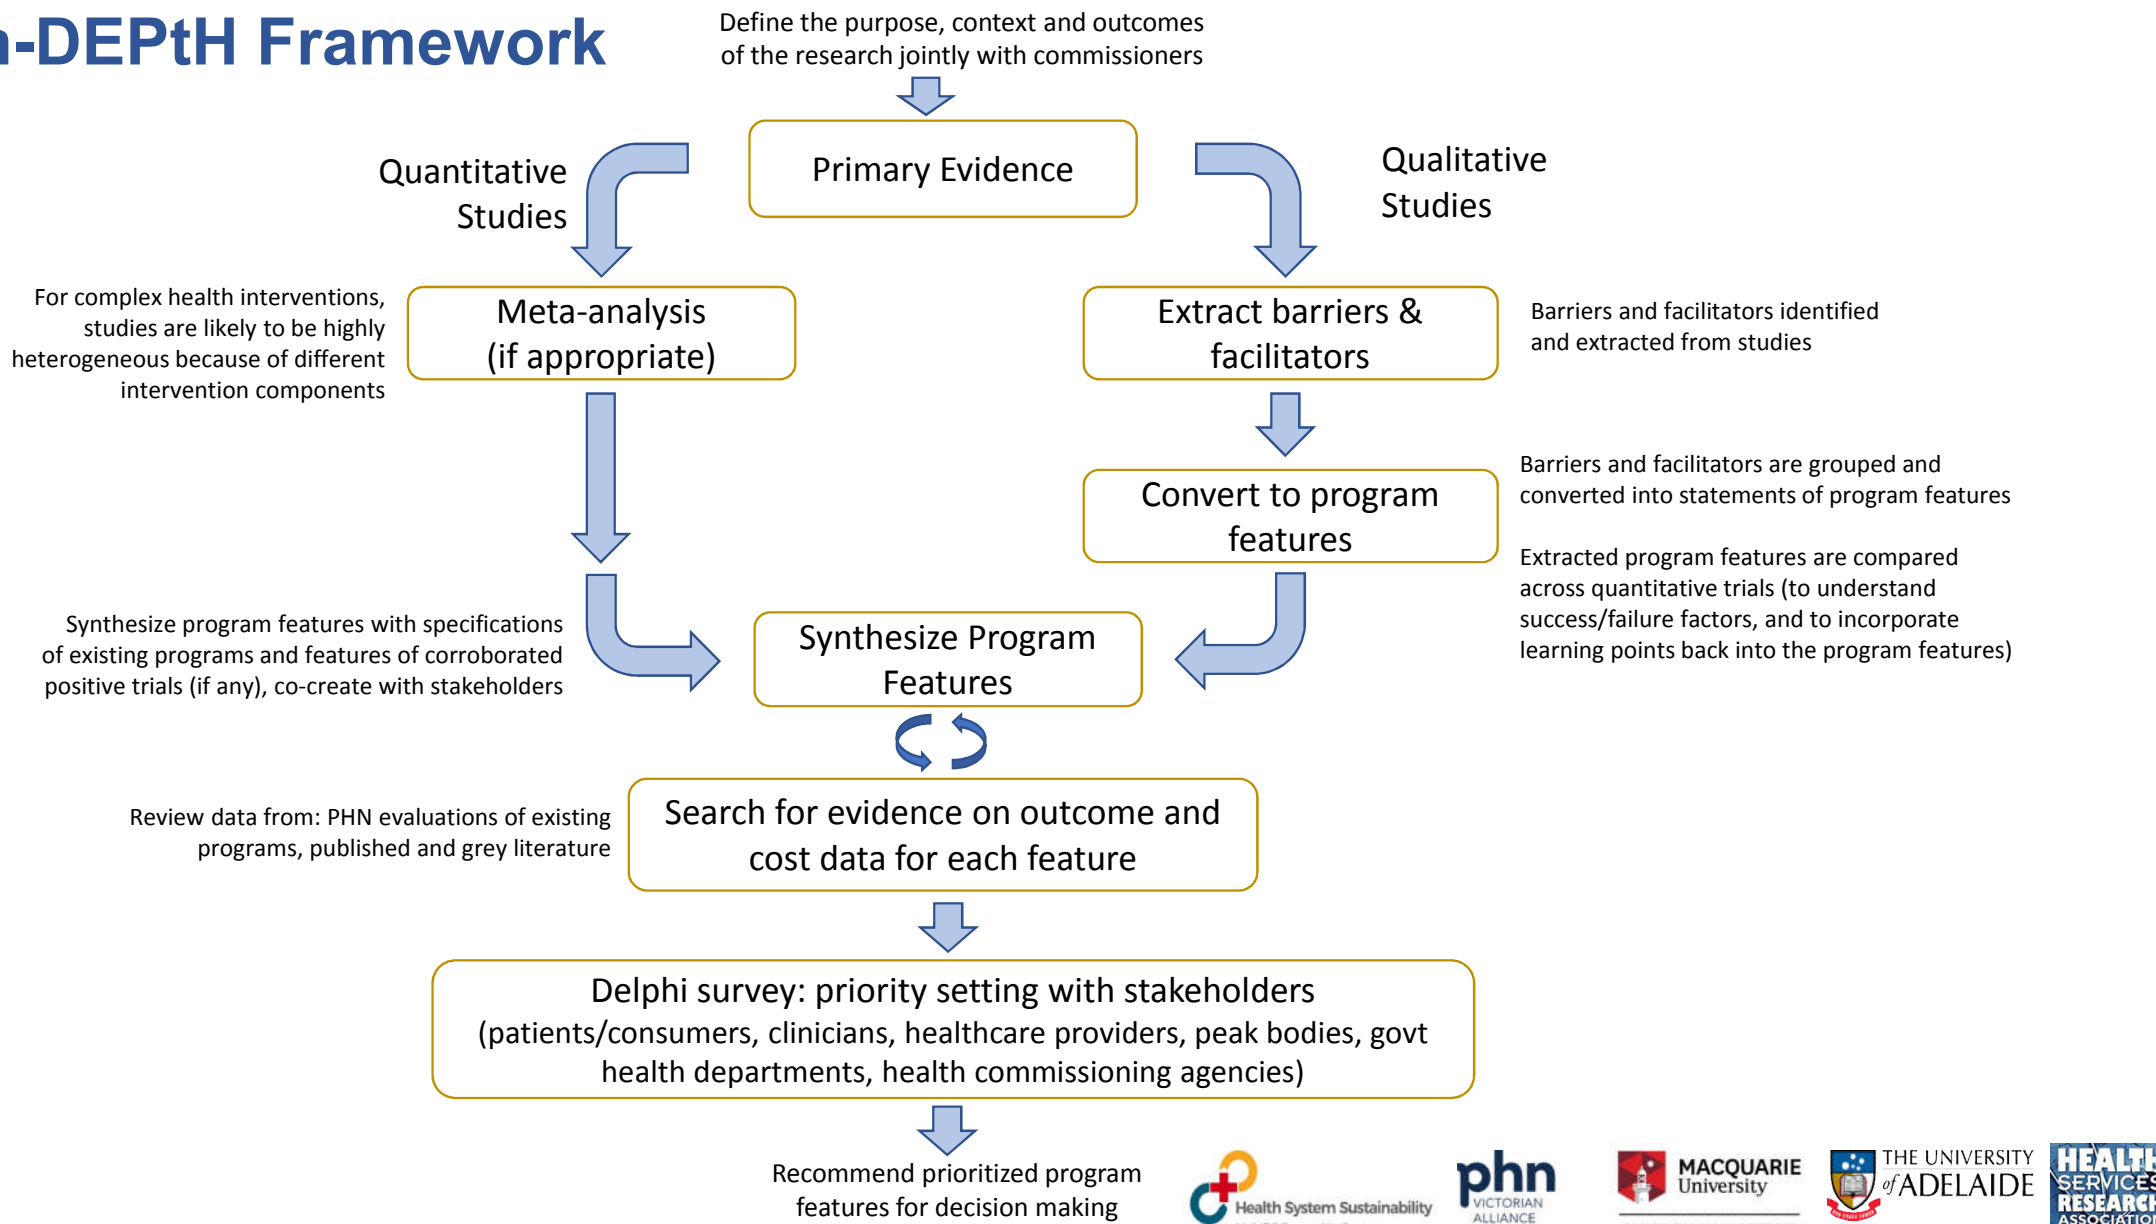 -DEPtH Framework
Define the purpose, context and outcomes
of the research jointly with commissioners
Primary Evidence
Quantitative
Studies
Qualitative
Studies
For complex health interventions,
studies are likely to be highly
heterogeneous because of different
intervention components
Meta-analysis
(if appropriate)
Extract barriers &
facilitators
Barriers and facilitators identified
and extracted from studies
Convert to program
features
Barriers and facilitators are grouped and
converted into statements of program features
Extracted program features are compared
across quantitative trials (to understand
success/failure factors, and to incorporate
learning points back into the program features)
Synthesize program features with specifications
of existing programs and features of corroborated
positive trials (if any), co-create with stakeholders
Synthesize Program
Features
Review data from: PHN evaluations of existing
programs, published and grey literature
Search for evidence on outcome and
cost data for each feature
Delphi survey: priority setting with stakeholders
(patients/consumers, clinicians, healthcare providers, peak bodies, govt
health departments, health commissioning agencies)
Recommend prioritized program
features for decision making
Health System Sustainability
phn
VICTORIAN
ALLIANCE
MACQUARIE
University
THE UNIVERSITY
of ADELAIDE
HEALTH
SERVICES
RESEARCH